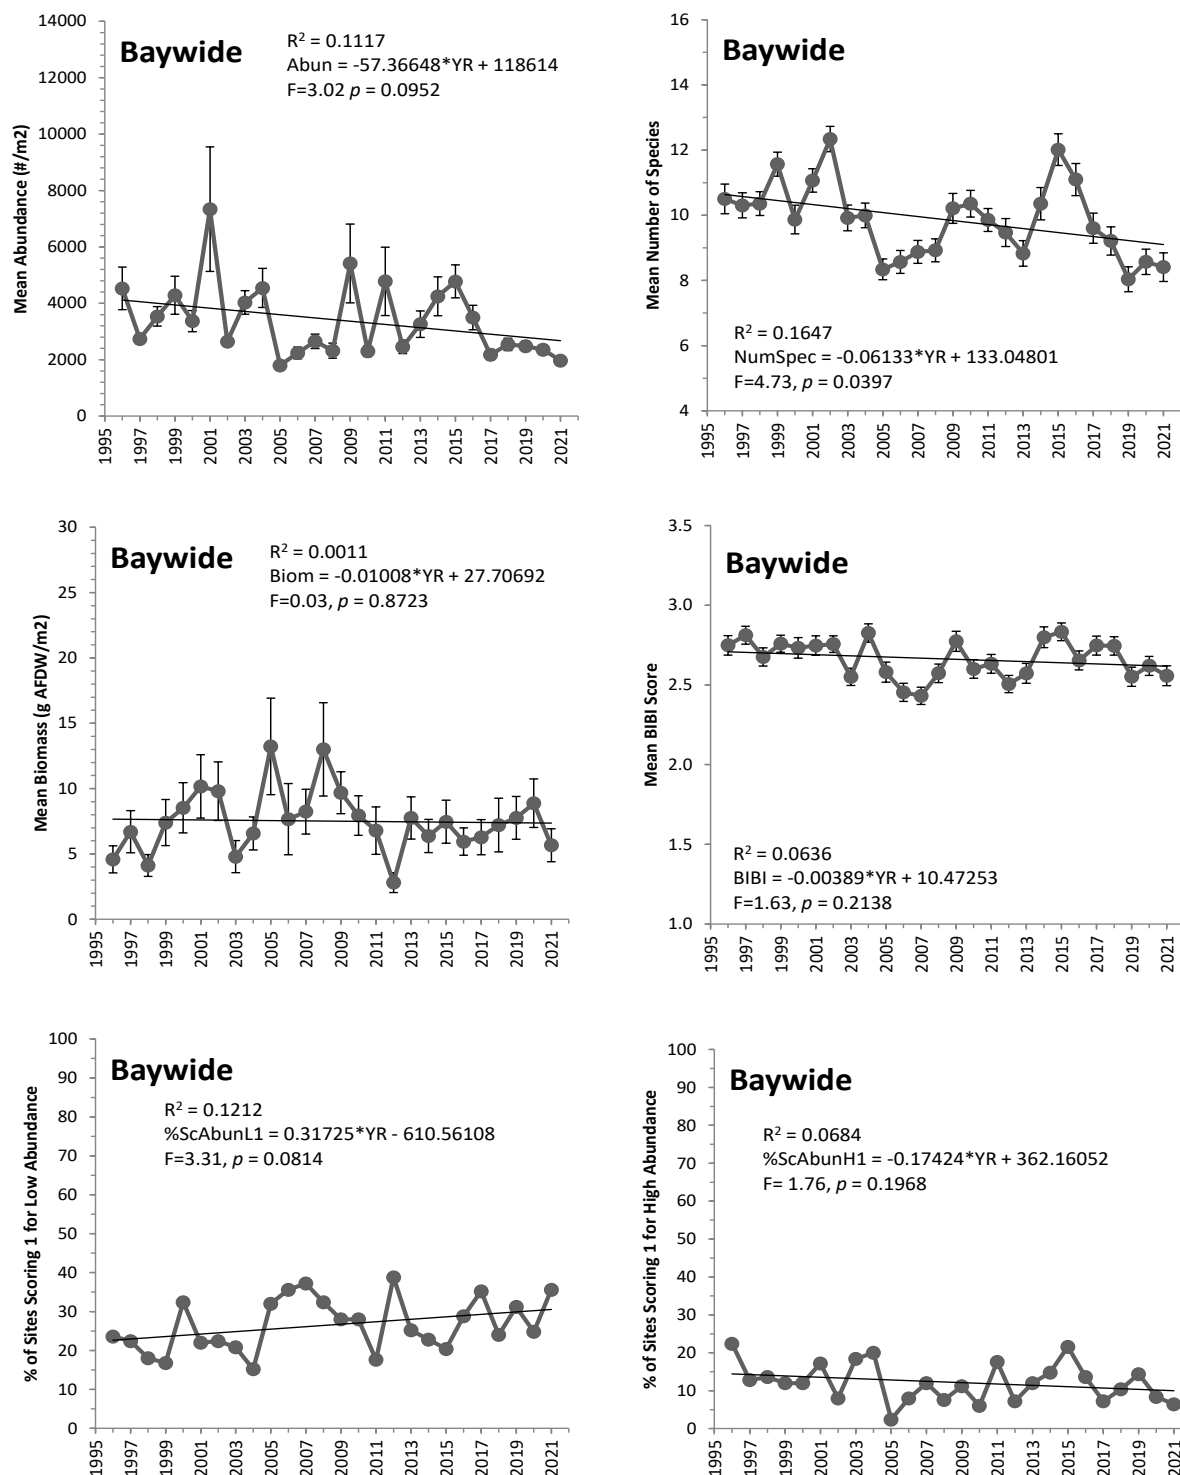 Baywide
R² = 0.1117
Abun = -57.36648*YR + 118614
F=3.02 p = 0.0952
Mean Abundance (#/m2)
14000
12000
10000
8000
6000
4000
2000
0
1995 1997 1999 2001 2003 2005 2007 2009 2011 2013 2015 2017 2019 2021
Baywide
Mean Number of Species
16
14
12
10
8
6
4
R² = 0.1647
NumSpec = -0.06133*YR + 133.04801
F=4.73, p = 0.0397
1995 1997 1999 2001 2003 2005 2007 2009 2011 2013 2015 2017 2019 2021
Baywide
R² = 0.0011
Biom = -0.01008*YR + 27.70692
F=0.03, p = 0.8723
Mean Biomass (g AFDW/m2)
30
25
20
15
10
5
0
1995 1997 1999 2001 2003 2005 2007 2009 2011 2013 2015 2017 2019 2021
Baywide
Mean BIBI Score
3.5
3.0
2.5
2.0
1.5
1.0
R² = 0.0636
BIBI = -0.00389*YR + 10.47253
F=1.63, p = 0.2138
1995 1997 1999 2001 2003 2005 2007 2009 2011 2013 2015 2017 2019 2021
Baywide
R² = 0.1212
%ScAbunL1 = 0.31725*YR - 610.56108
F=3.31, p = 0.0814
% of Sites Scoring 1 for Low Abundance
100
90
80
70
60
50
40
30
20
10
0
1995 1997 1999 2001 2003 2005 2007 2009 2011 2013 2015 2017 2019 2021
Baywide
R² = 0.0684
%ScAbunH1 = -0.17424*YR + 362.16052
F= 1.76, p = 0.1968
% of Sites Scoring 1 for High Abundance
100
90
80
70
60
50
40
30
20
10
0
1995 1997 1999 2001 2003 2005 2007 2009 2011 2013 2015 2017 2019 2021